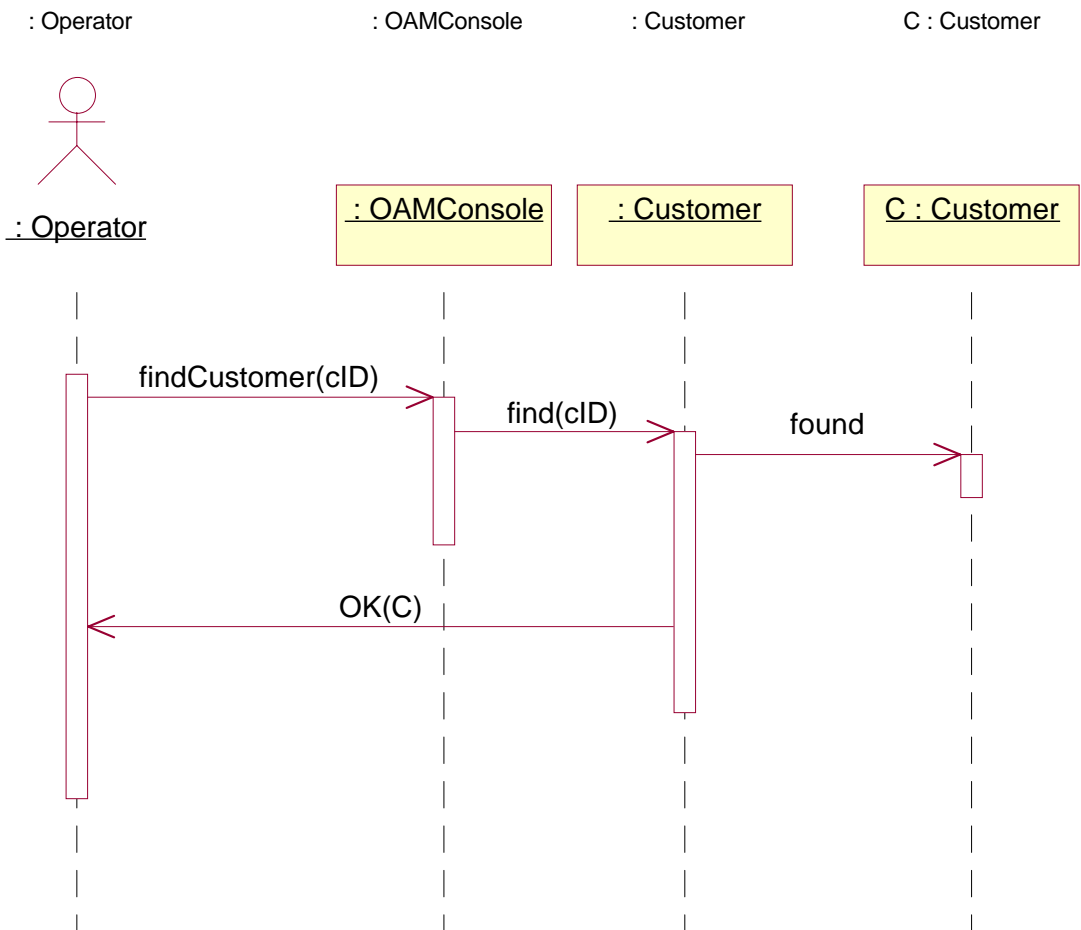 : Operator
: OAMConsole
: Customer
C : Customer
: Operator
: OAMConsole
: Customer
C : Customer
findCustomer(cID)
find(cID)
found
OK(C)